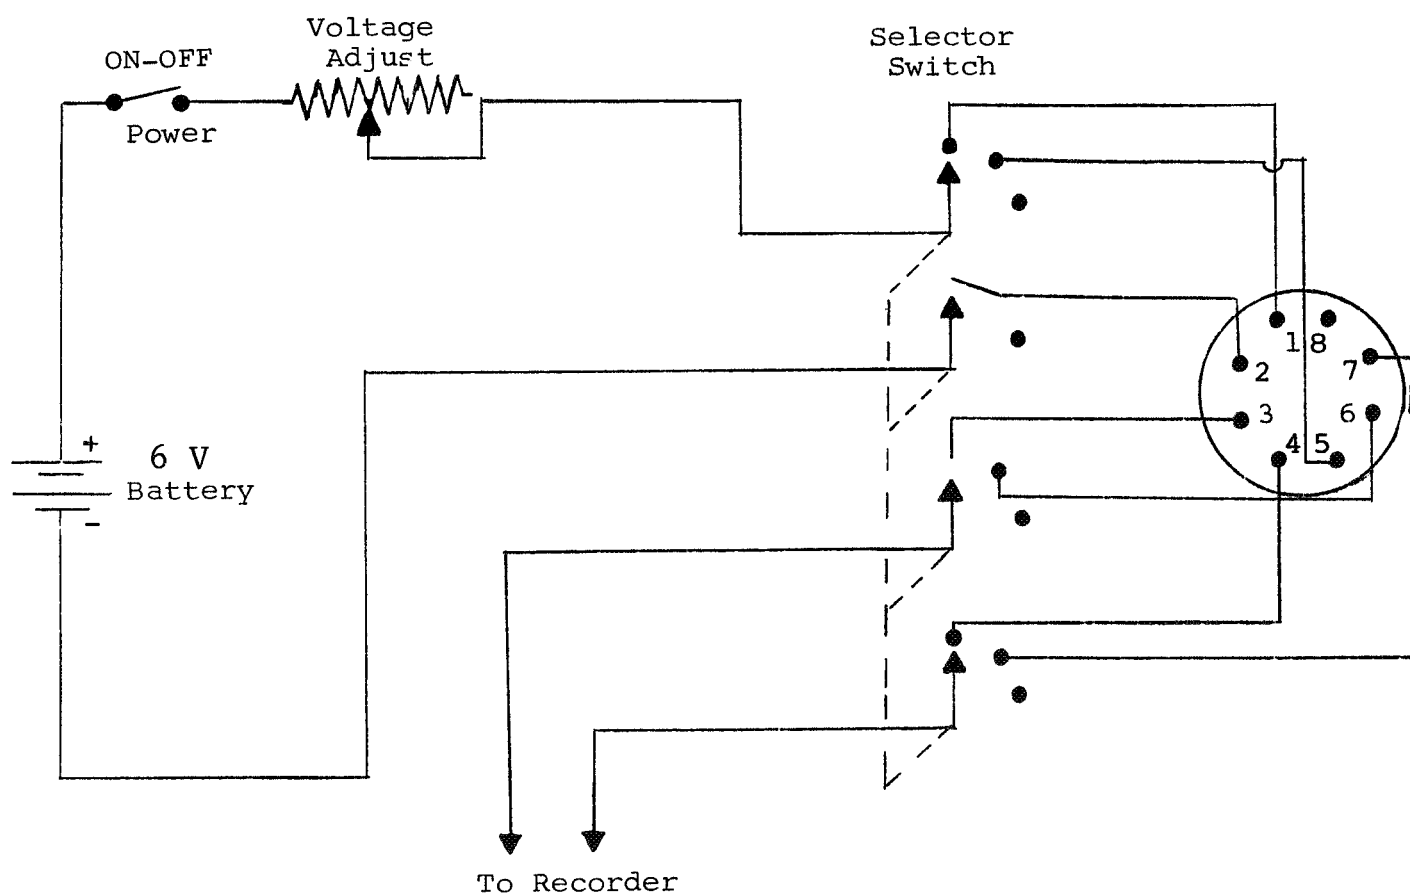 Voltage
Adjust
ON-OFF
Power
Selector
Switch
1 8
2 7
3 6
4 5
+
6 V
Battery
-
To Recorder